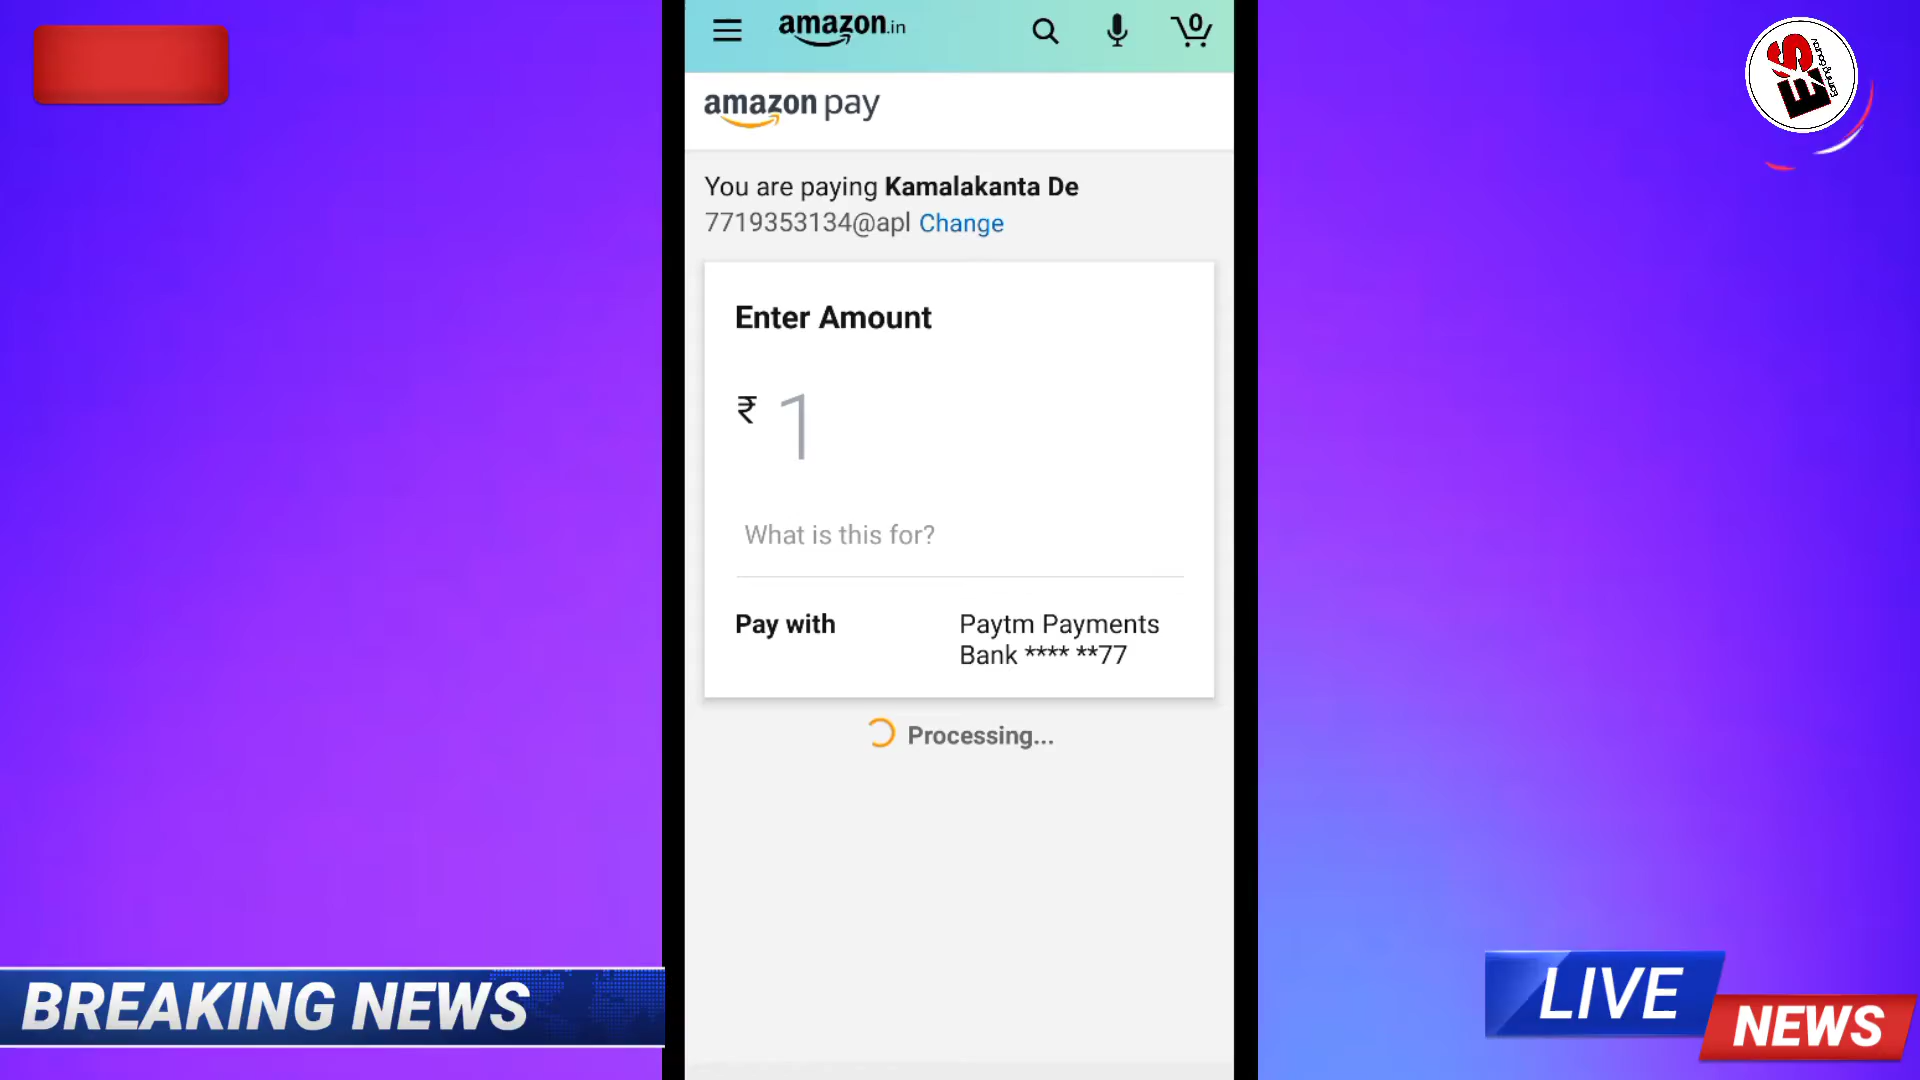 amazon.in
0
amazon pay
You are paying Kamalakanta De
7719353134@apl Change
Enter Amount
₹ 1
What is this for?
Pay with
Paytm Payments
Bank **** **77
Processing...
BREAKING NEWS
LIVE
NEWS
E'S